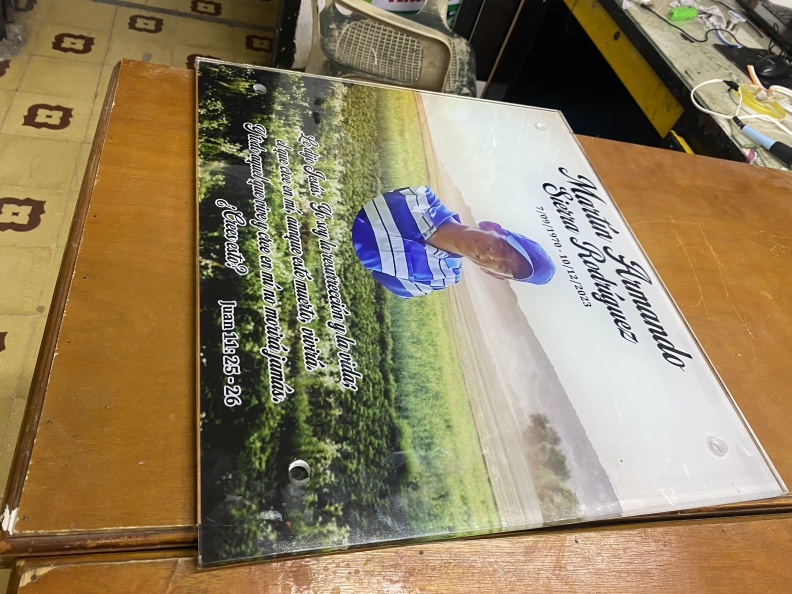 Martín Armando
Sierra Rodríguez
7/09/1970 - 10/12/2023
Le dijo Jesús: Yo soy la resurrección y la vida;
el que cree en mí, aunque esté muerto, vivirá.
Y todo aquel que vive y cree en mí, no morirá jamás.
¿Crees esto?
Juan 11: 25 - 26